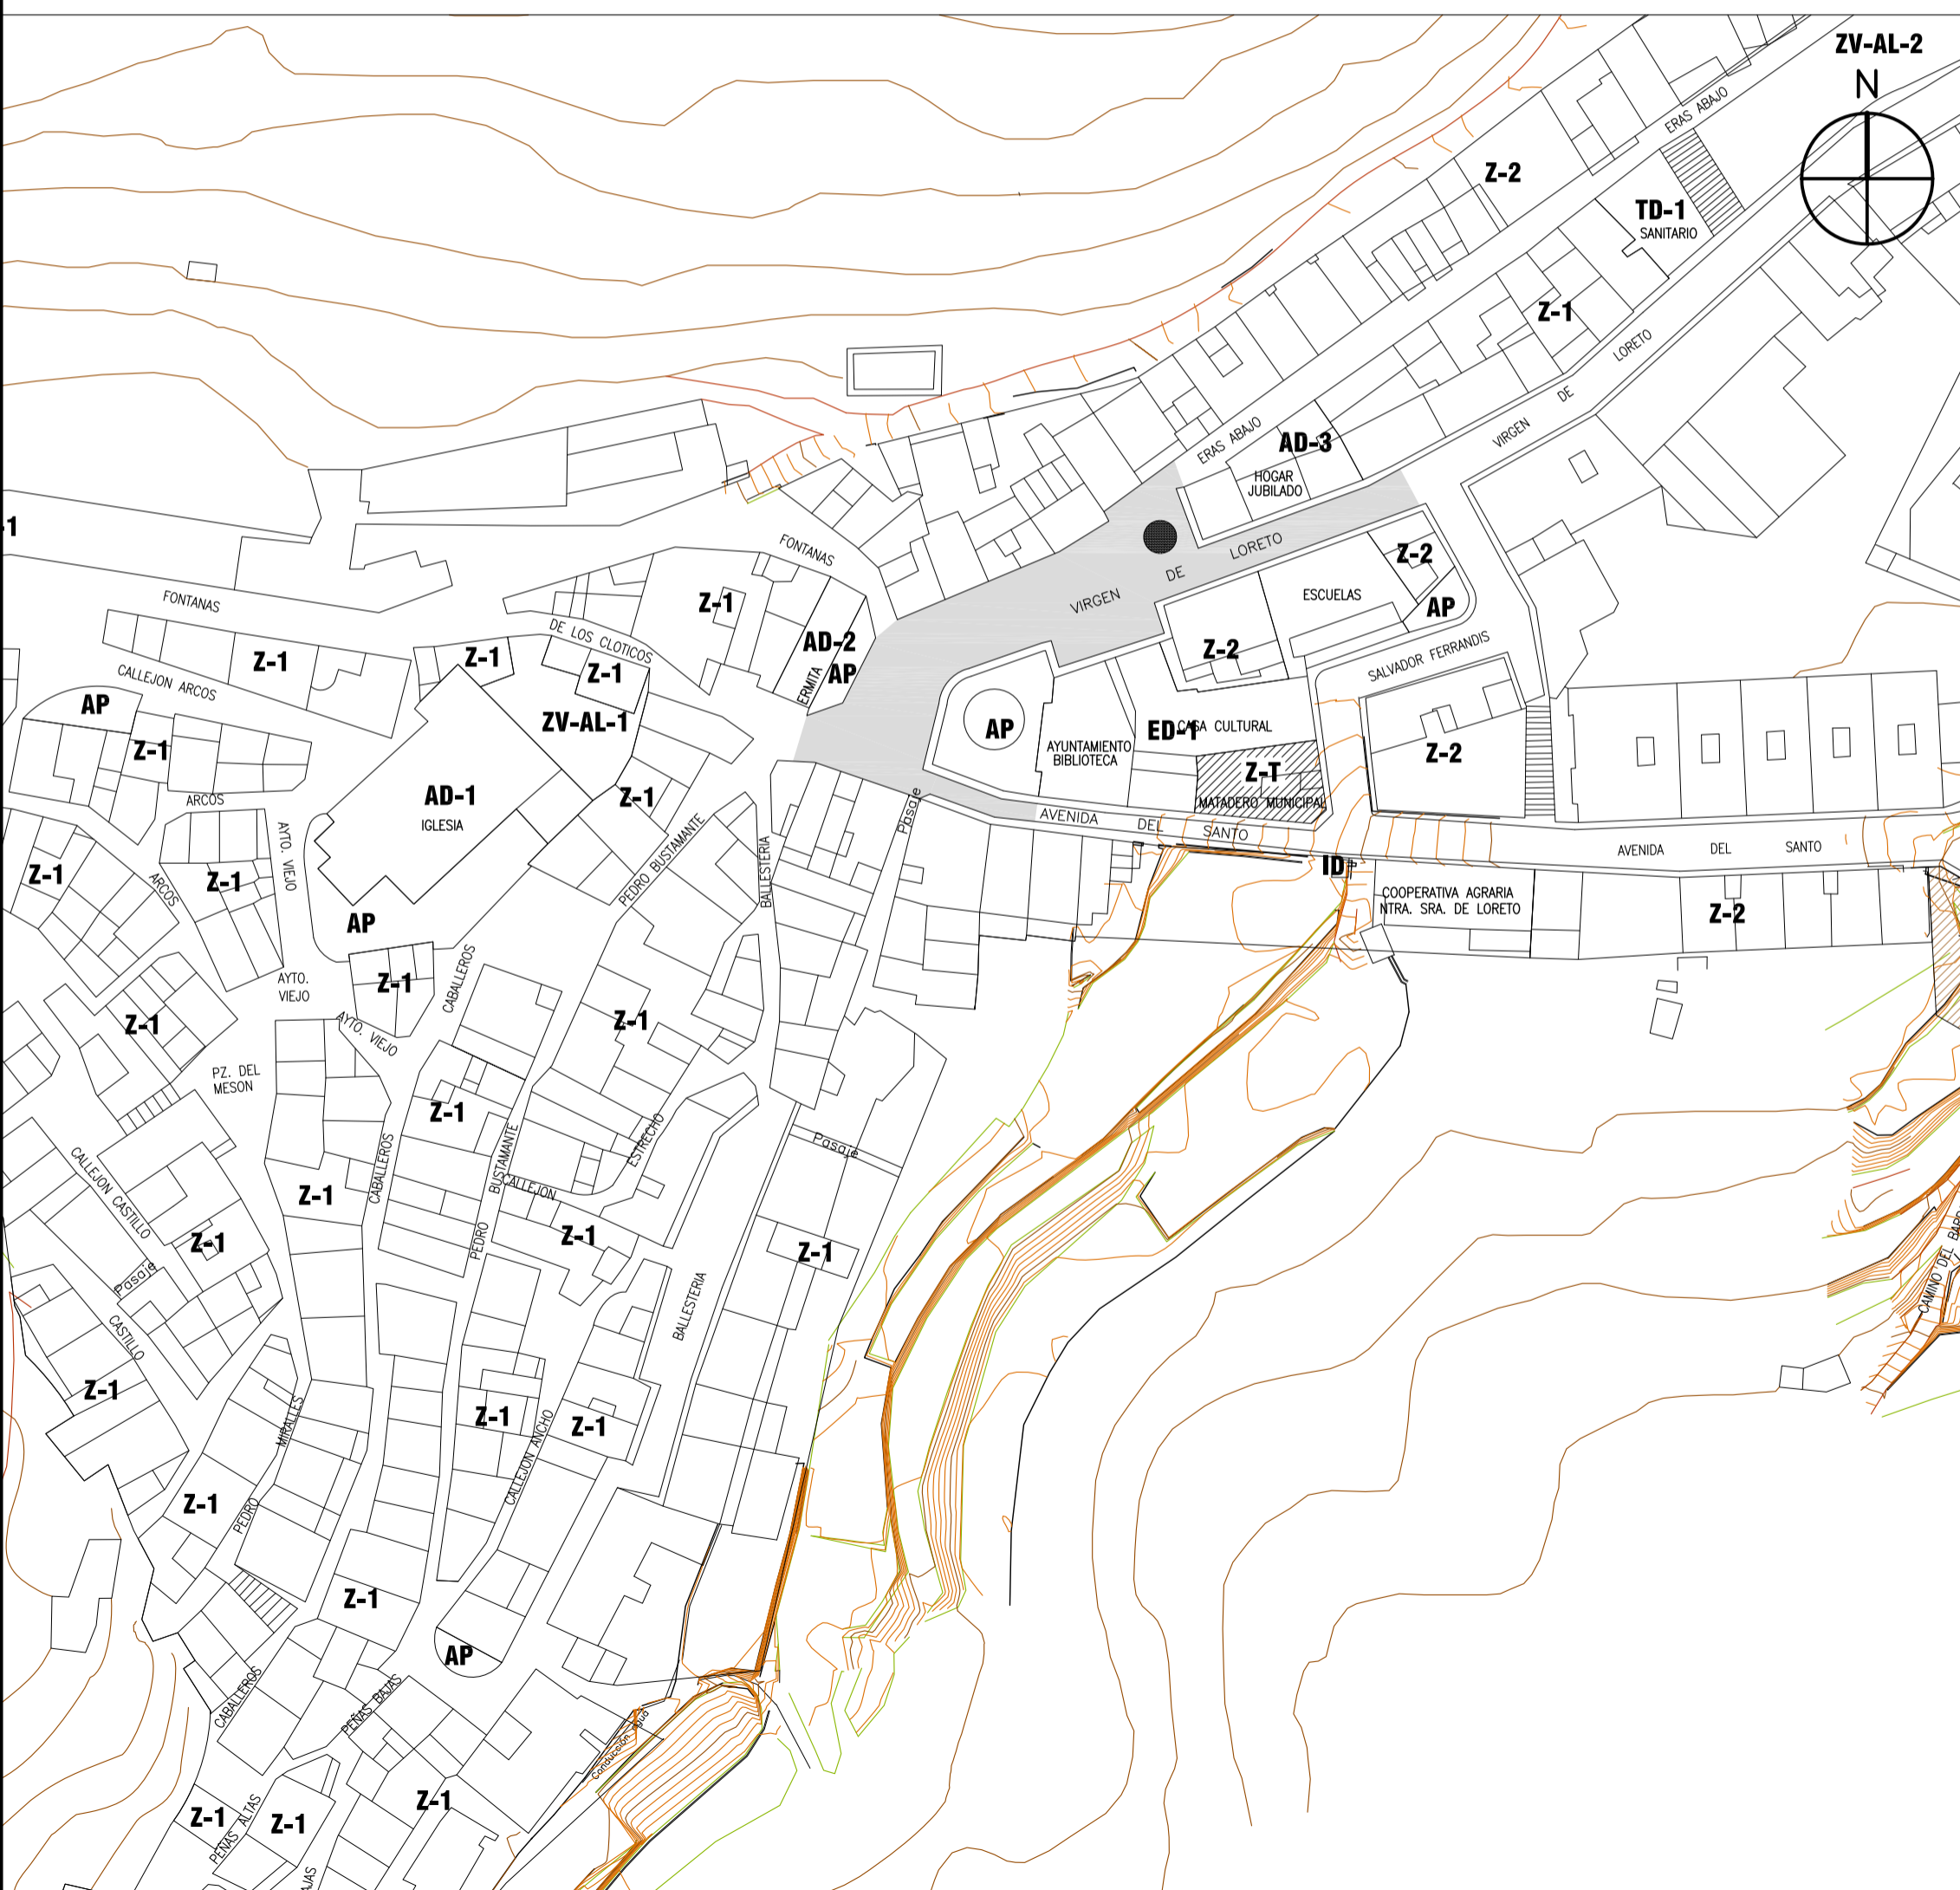 ZV-AL-2
N
ERAS ABAJO
Z-2
TD-1
SANITARIO
Z-1
LORETO
DE
VIRGEN
ERAS ABAJO
AD-3
HOGAR
JUBILADO
-1
FONTANAS
LORETO
DE
VIRGEN
Z-2
ESCUELAS
AP
FONTANAS
Z-1
DE LOS CLOTICOS
AD-2
AP
ERMITA
Z-2
SALVADOR FERRANDIS
Z-1
CALLEJON ARCOS
Z-1
Z-1
AP
ZV-AL-1
Z-1
AP
AYUNTAMIENTO
BIBLIOTECA
ED-1
CASA CULTURAL
Z-T
MATADERO MUNICIPAL
Z-2
AD-1
IGLESIA
ARCOS
Z-1
Pasaje
AVENIDA DEL SANTO
AVENIDA DEL SANTO
AYTO. VIEJO
PEDRO BUSTAMANTE
BALLESTERIA
ID
COOPERATIVA AGRARIA
NTRA. SRA. DE LORETO
Z-2
Z-1
ARCOS
Z-1
AP
AYTO.
VIEJO
Z-1
CABALLEROS
Z-1
AYTO. VIEJO
Z-1
PZ. DEL
MESON
Z-1
CABALLEROS
BUSTAMANTE
PEDRO
ESTRECHO
CALLEJON
Pasaje
CALLEJON CASTILLO
Z-1
Z-1
Z-1
Z-1
Pasaje
CASTILLO
BALLESTERIA
CAMINO DEL
Z-1
MIRALLES
PEDRO
Z-1
Z-1
CALLEJON ANCHO
Z-1
Z-1
AP
CABALLEROS
PEÑAS BAJAS
Conducción agua
Z-1
PEÑAS ALTAS
Z-1
Z-1
JAS